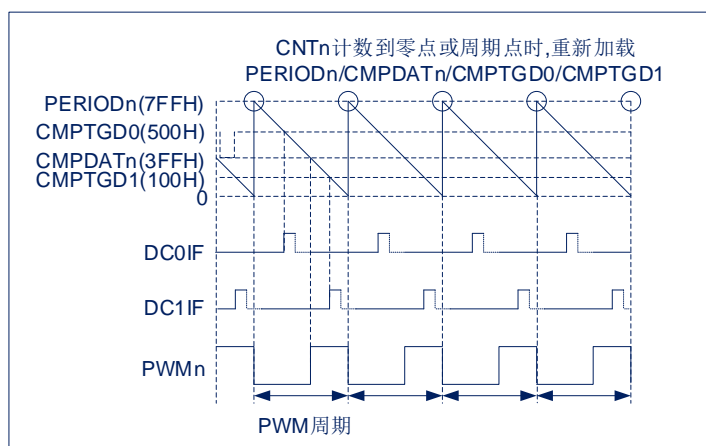 CNTn计数到零点或周期点时,重新加载
PERIODn/CMPDATn/CMPTGD0/CMPTGD1
PERIODn(7FFH)
CMPTGD0(500H)
CMPDATn(3FFH)
CMPTGD1(100H)
0
DC0IF
DC1IF
PWMn
PWM周期